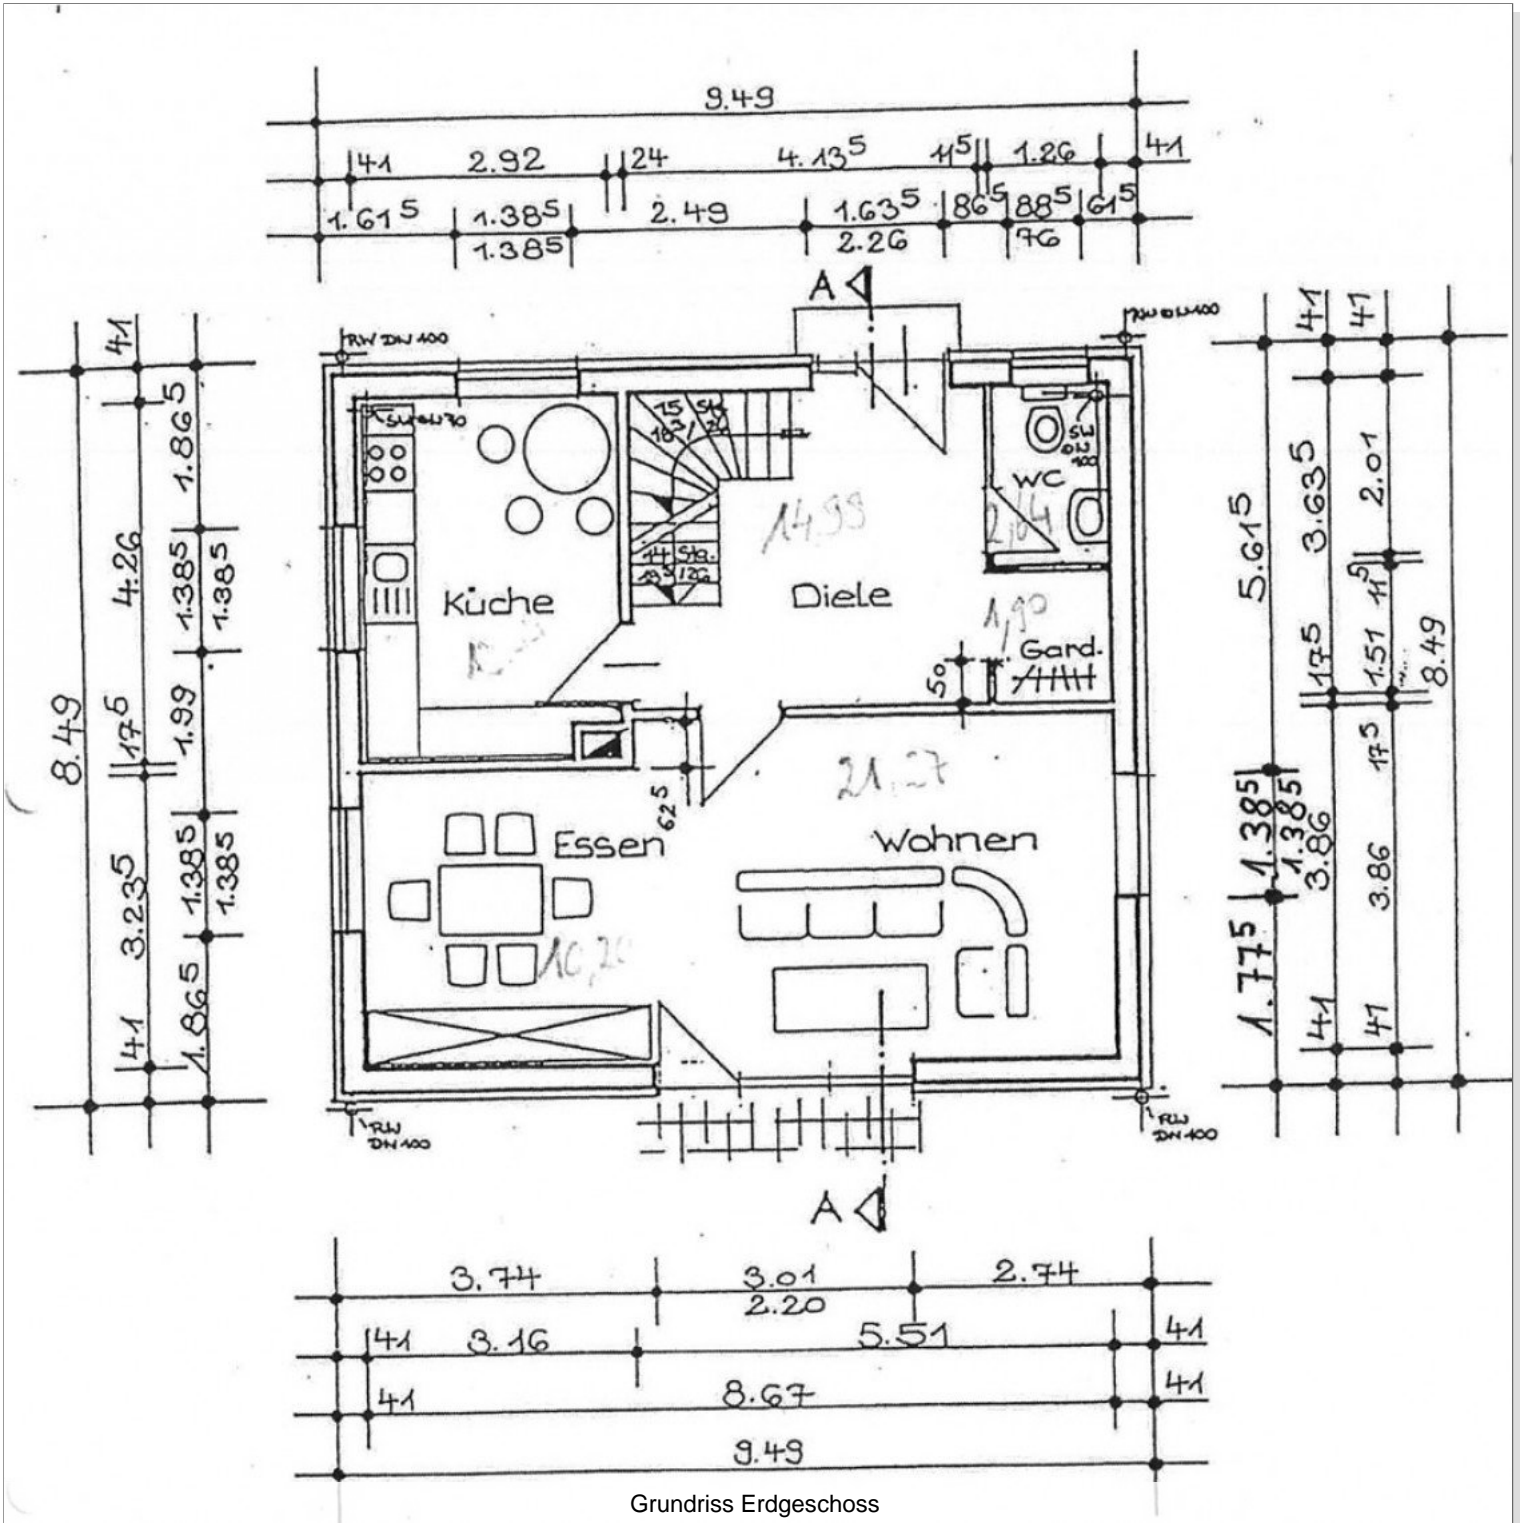 9.49
41 2.92 24 4.13⁵ 11⁵ 1.26 41
1.61⁵ 1.38⁵ 2.49 1.63⁵ 86⁵ 88⁵ 61⁵
1.38⁵ 2.26 76
A
RW DN 100
41
4.26
17⁵
3.23⁵
41
8.49
1.86⁵
1.38⁵
1.38⁵
1.99
1.38⁵
1.38⁵
1.86⁵
15 Stg.
14 Stg.
SW
DN
100
WC
2,64
14,99
Küche
Diele
1,90
Gard.
50
62⁵
21,27
Essen
Wohnen
10,20
41
3.63⁵
17⁵
3.86
41
41
2.01
11⁵
1.51
17⁵
3.86
41
8.49
5.61⁵
1.38⁵
1.38⁵
1.77⁵
RW
DN 100
RW
DN 100
A
3.74 3.01 2.74
2.20
41 3.16 5.51 41
41 8.67 41
9.49
Grundriss Erdgeschoss